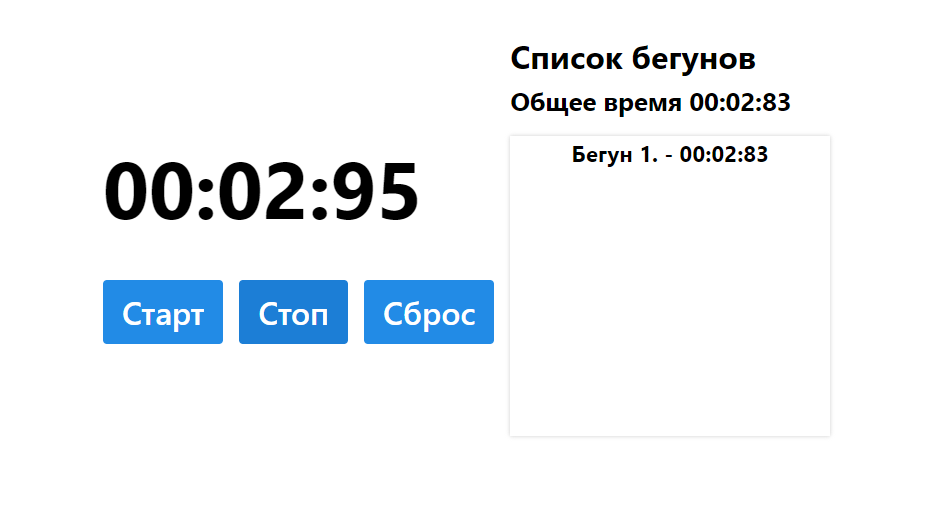 00:02:95
Старт
Стоп
Сброс
Список бегунов
Общее время 00:02:83
Бегун 1. - 00:02:83